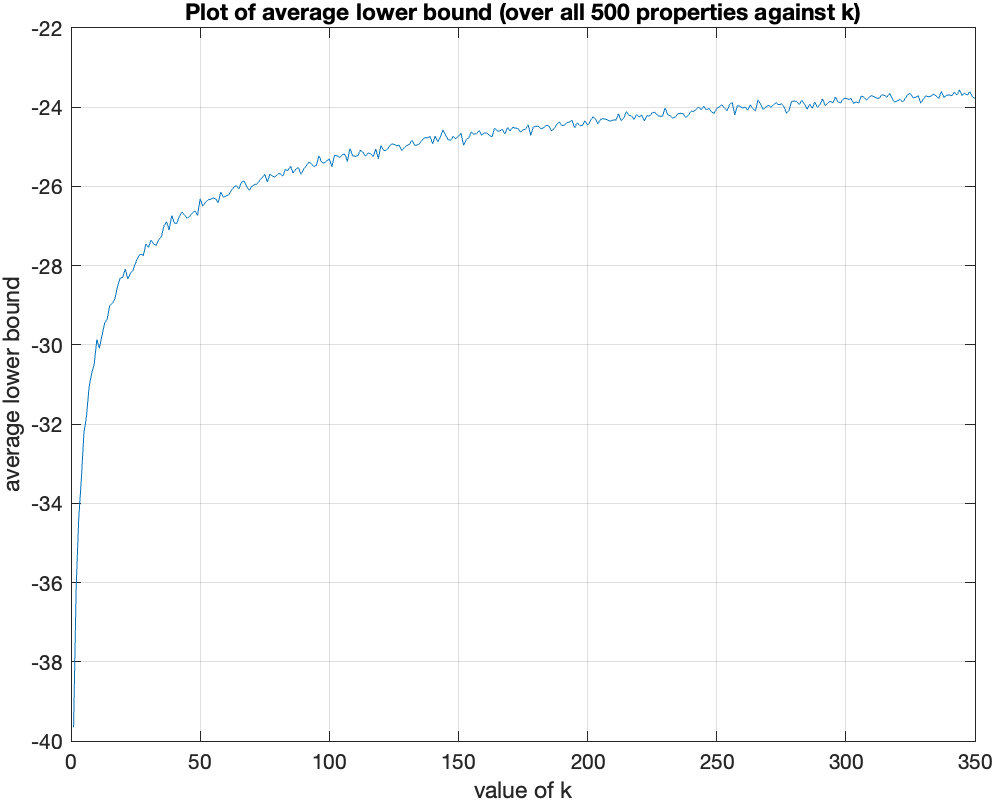 Plot of average lower bound (over all 500 properties against k)
-22
-24
-26
-28
-30
-32
-34
-36
-38
-40
average lower bound
0 50 100 150 200 250 300 350
value of k